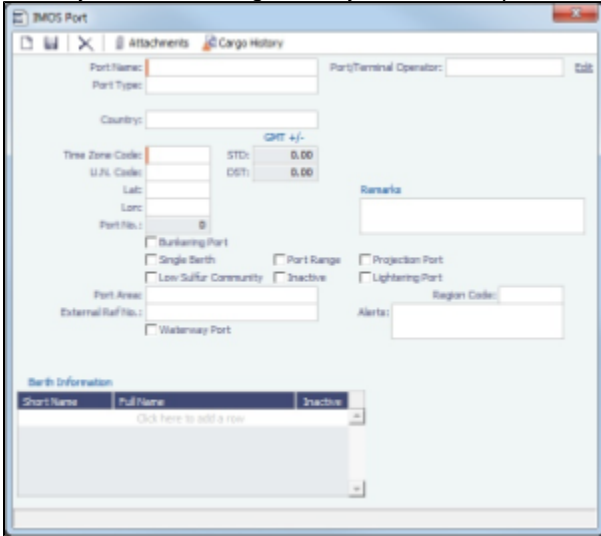 IMOS Port
Attachments Cargo History
Port Name: Port/Terminal Operator: Edit
Port Type:
Country:
GMT +/-
Time Zone Code: STD: 0.00
U.N. Code: DST: 0.00
Lat: Remarks
Lon:
Port No.: 0
Bunkering Port
Single Berth Port Range Projection Port
Low Sulfur Community Inactive Lightering Port
Port Area: Region Code:
External Ref No.: Alerts:
Waterway Port
Berth Information
Short Name Full Name Inactive
Click here to add a row